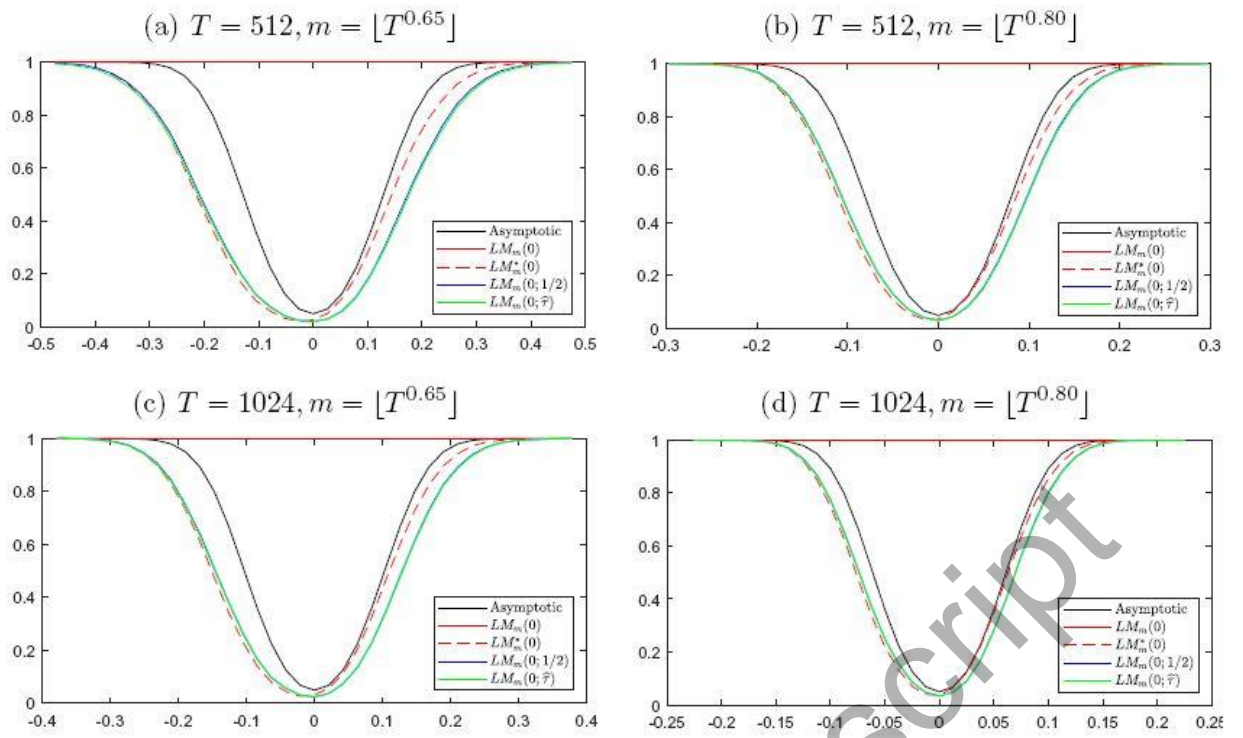 (a) T = 512, m = ⌊T^0.65⌋
1
0.8
0.6
0.4
0.2
0
-0.5 -0.4 -0.3 -0.2 -0.1 0 0.1 0.2 0.3 0.4 0.5
Asymptotic
LM_m(0)
LM*_m(0)
LM_m(0; 1/2)
LM_m(0; τ̂)
(b) T = 512, m = ⌊T^0.80⌋
1
0.8
0.6
0.4
0.2
0
-0.3 -0.2 -0.1 0 0.1 0.2 0.3
Asymptotic
LM_m(0)
LM*_m(0)
LM_m(0; 1/2)
LM_m(0; τ̂)
(c) T = 1024, m = ⌊T^0.65⌋
1
0.8
0.6
0.4
0.2
0
-0.4 -0.3 -0.2 -0.1 0 0.1 0.2 0.3 0.4
Asymptotic
LM_m(0)
LM*_m(0)
LM_m(0; 1/2)
LM_m(0; τ̂)
(d) T = 1024, m = ⌊T^0.80⌋
1
0.8
0.6
0.4
0.2
0
-0.25 -0.2 -0.15 -0.1 -0.05 0 0.05 0.1 0.15 0.2 0.25
Asymptotic
LM_m(0)
LM*_m(0)
LM_m(0; 1/2)
LM_m(0; τ̂)
script